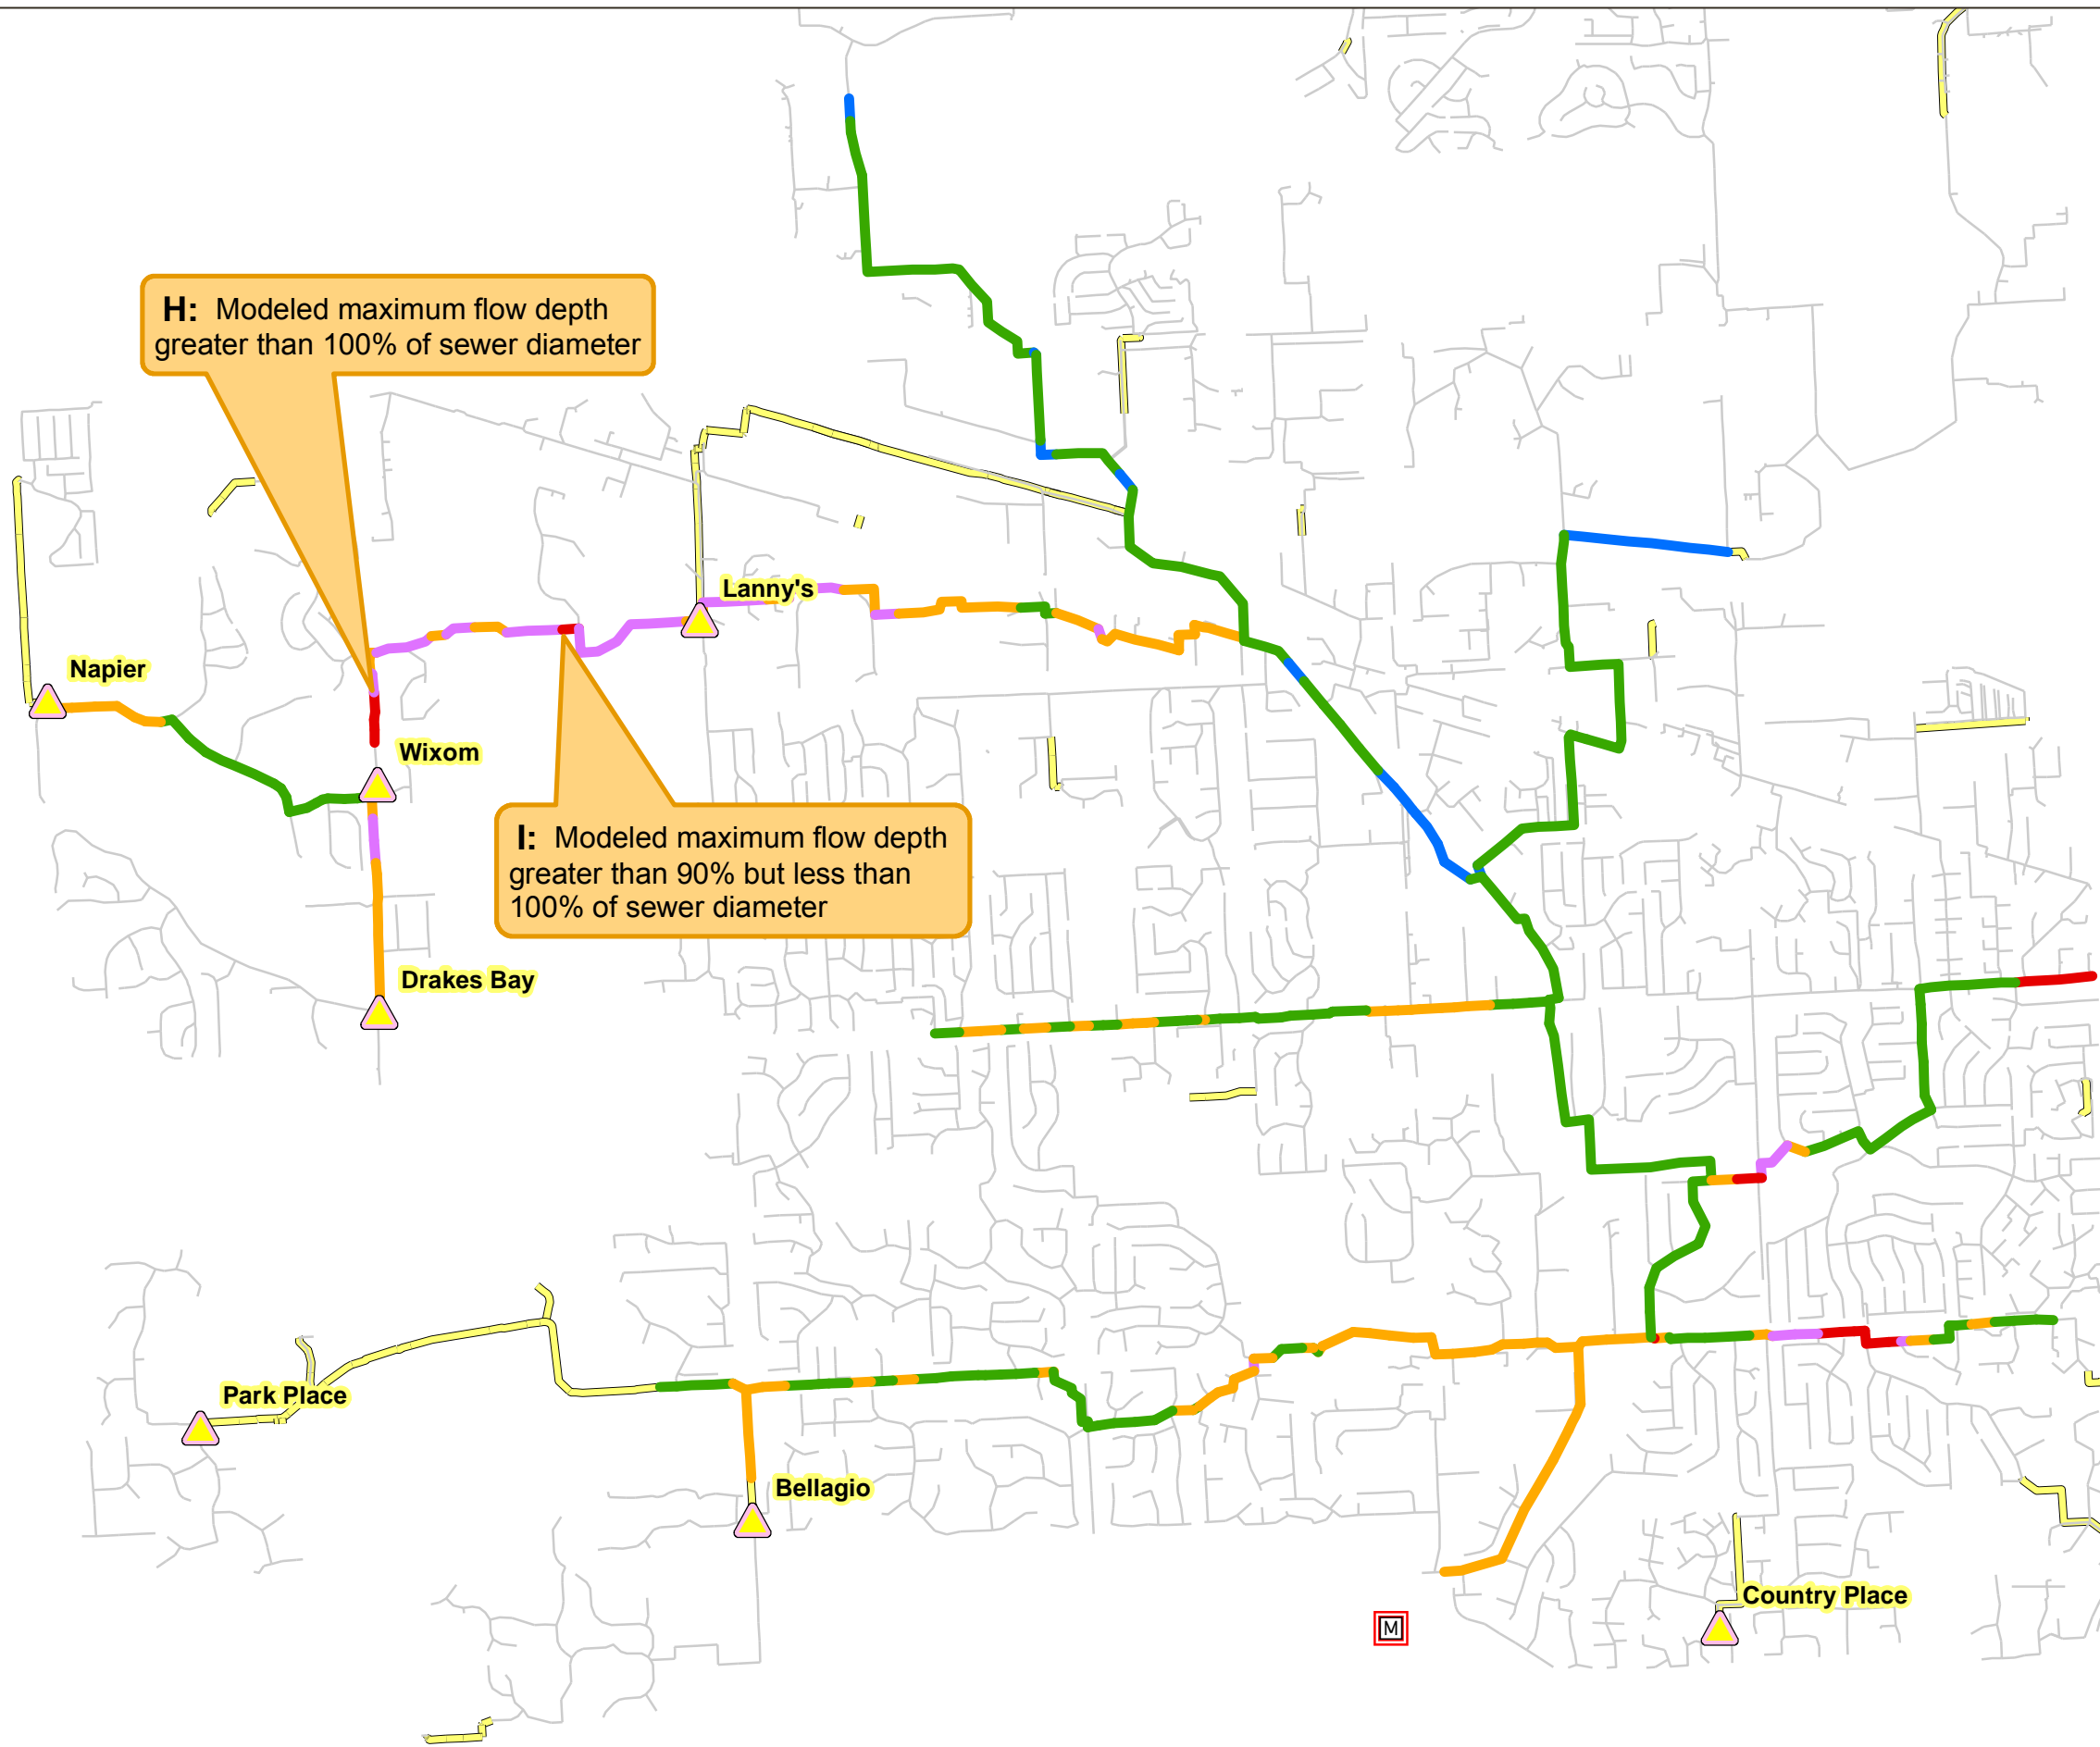 H: Modeled maximum flow depth
greater than 100% of sewer diameter
Lanny's
Napier
Wixom
I: Modeled maximum flow depth
greater than 90% but less than
100% of sewer diameter
Drakes Bay
Park Place
Bellagio
Country Place
M